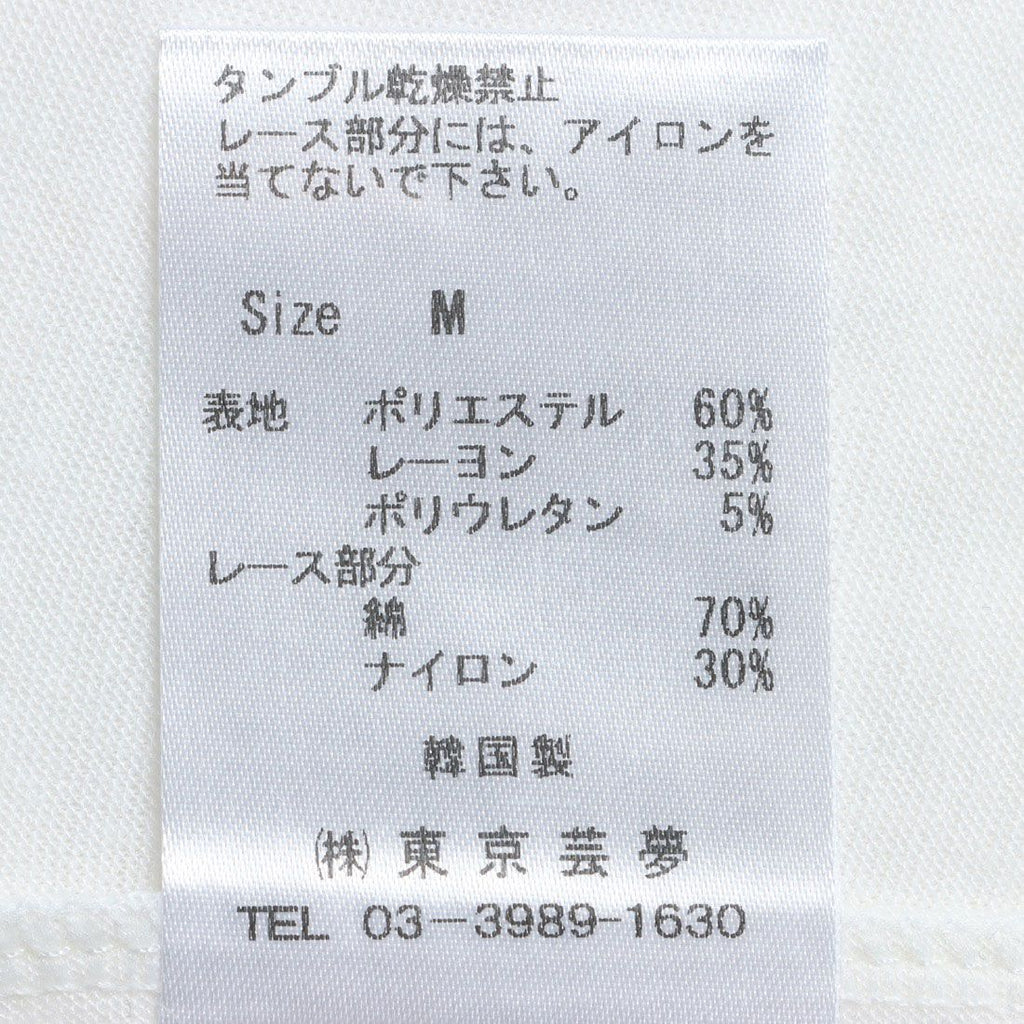 タンブル乾燥禁止
レース部分には、アイロンを
当てないで下さい。
Size M
表地 ポリエステル 60%
レーヨン 35%
ポリウレタン 5%
レース部分
綿 70%
ナイロン 30%
韓国製
㈱東京芸夢
TEL 03-3989-1630